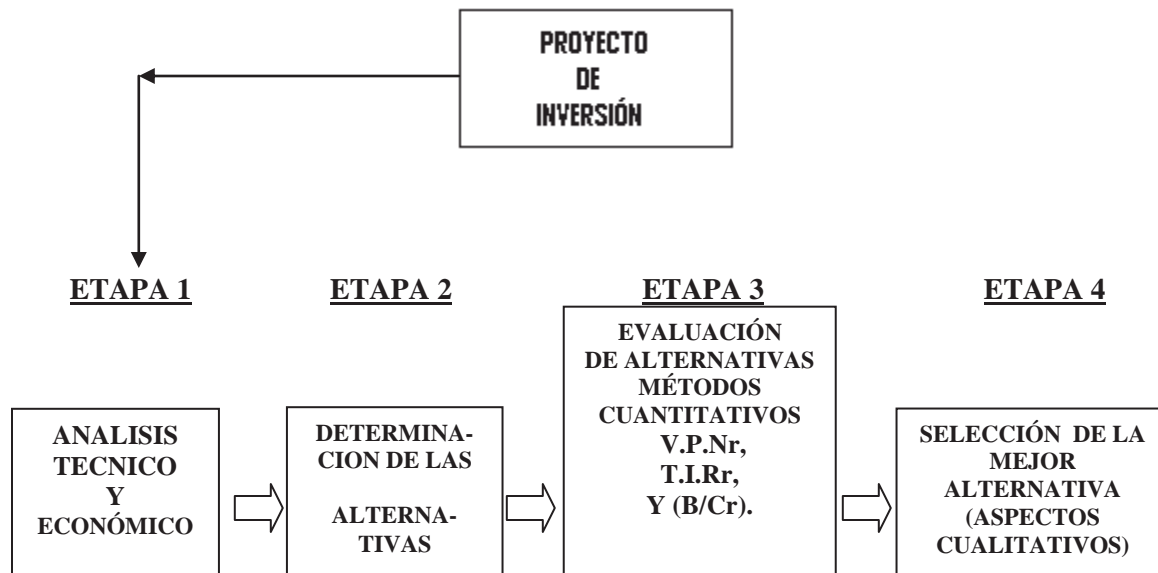 PROYECTO
DE
INVERSIÓN
ETAPA 1
ETAPA 2
ETAPA 3
ETAPA 4
ANALISIS
TECNICO
Y
ECONÓMICO
DETERMINA-
CION DE LAS
ALTERNA-
TIVAS
EVALUACIÓN
DE ALTERNATIVAS
MÉTODOS
CUANTITATIVOS
V.P.Nr,
T.I.Rr,
Y (B/Cr).
SELECCIÓN DE LA
MEJOR
ALTERNATIVA
(ASPECTOS
CUALITATIVOS)